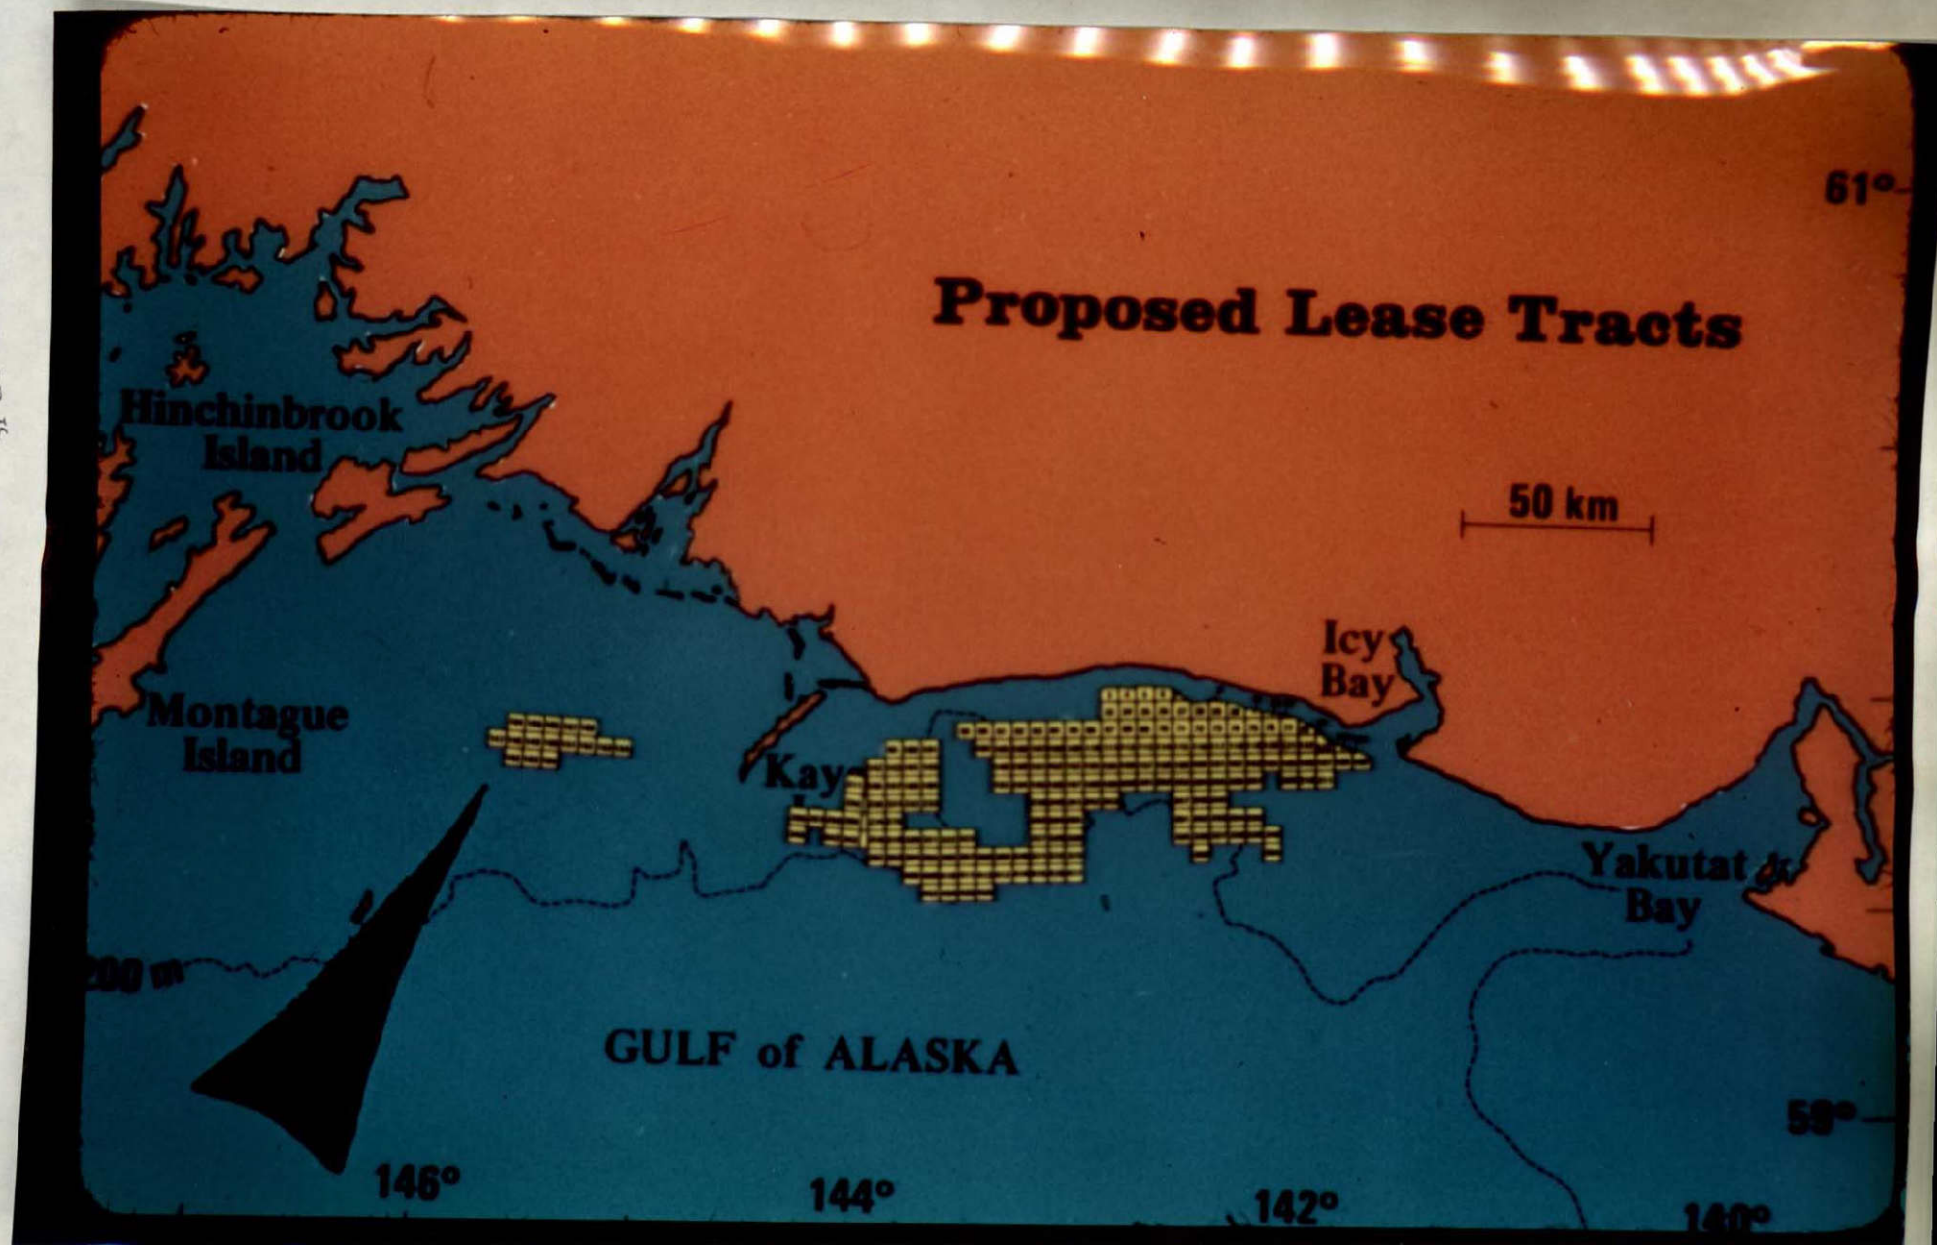 61°
Proposed Lease Tracts
Hinchinbrook
Island
50 km
Icy
Bay
Montague
Island
Kay
Yakutat
Bay
200 m
GULF of ALASKA
59°
146°
144°
142°
140°